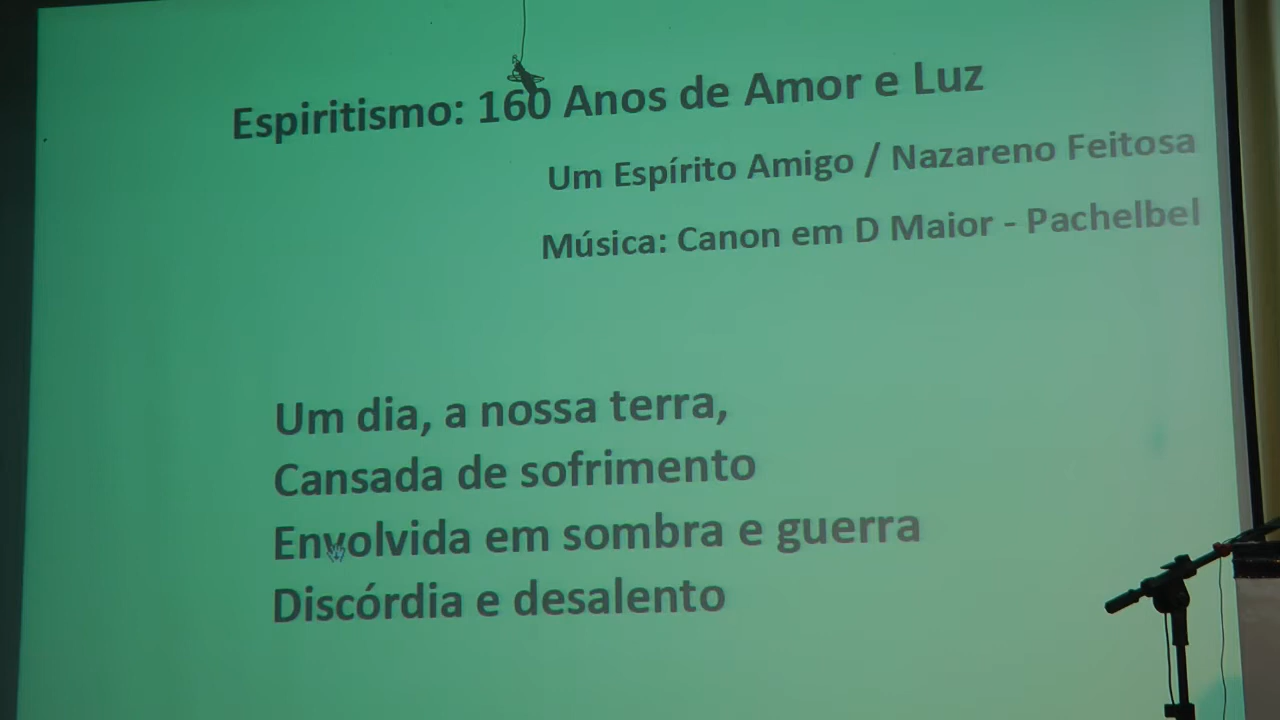 Espiritismo: 160 Anos de Amor e Luz
Um Espírito Amigo / Nazareno Feitosa
Música: Canon em D Maior - Pachelbel
Um dia, a nossa terra,
Cansada de sofrimento
Envolvida em sombra e guerra
Discórdia e desalento